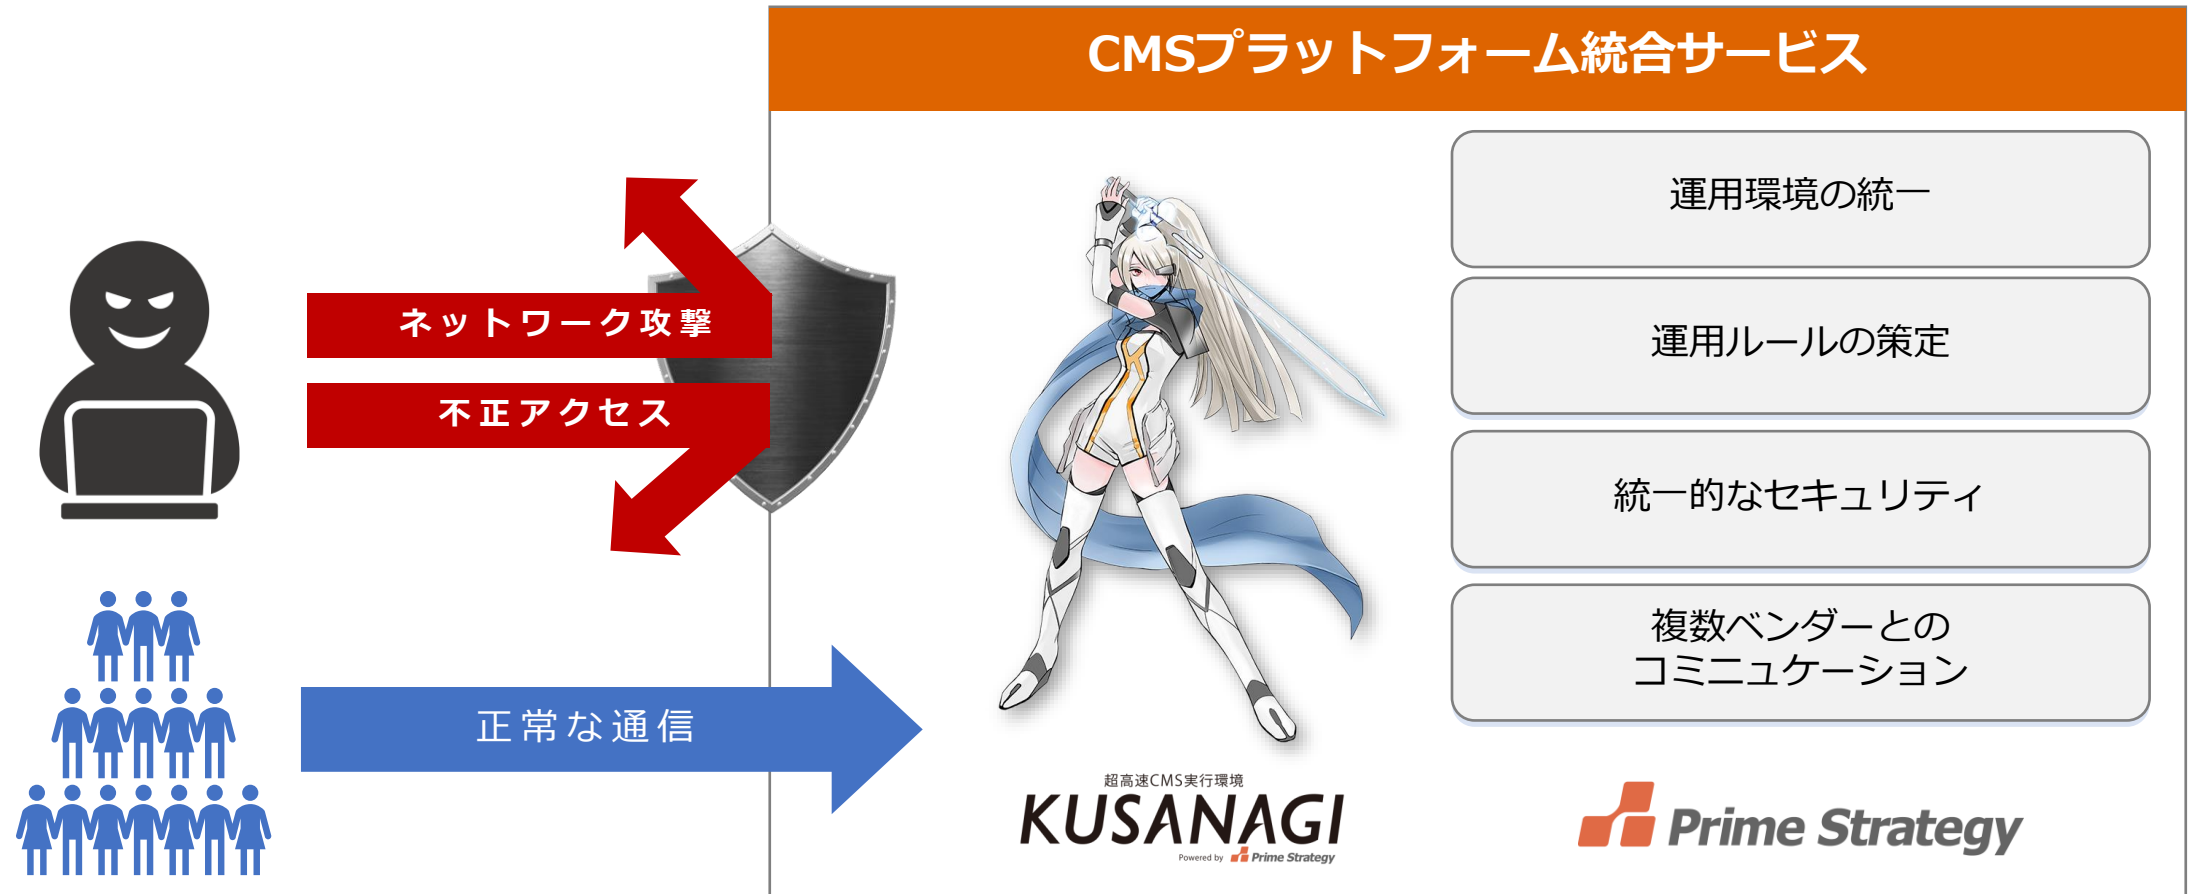 CMSプラットフォーム統合サービス
ネットワーク攻撃
不正アクセス
正常な通信
運用環境の統一
運用ルールの策定
統一的なセキュリティ
複数ベンダーとの
コミニュケーション
超高速CMS実行環境
KUSANAGI
Powered by Prime Strategy
Prime Strategy